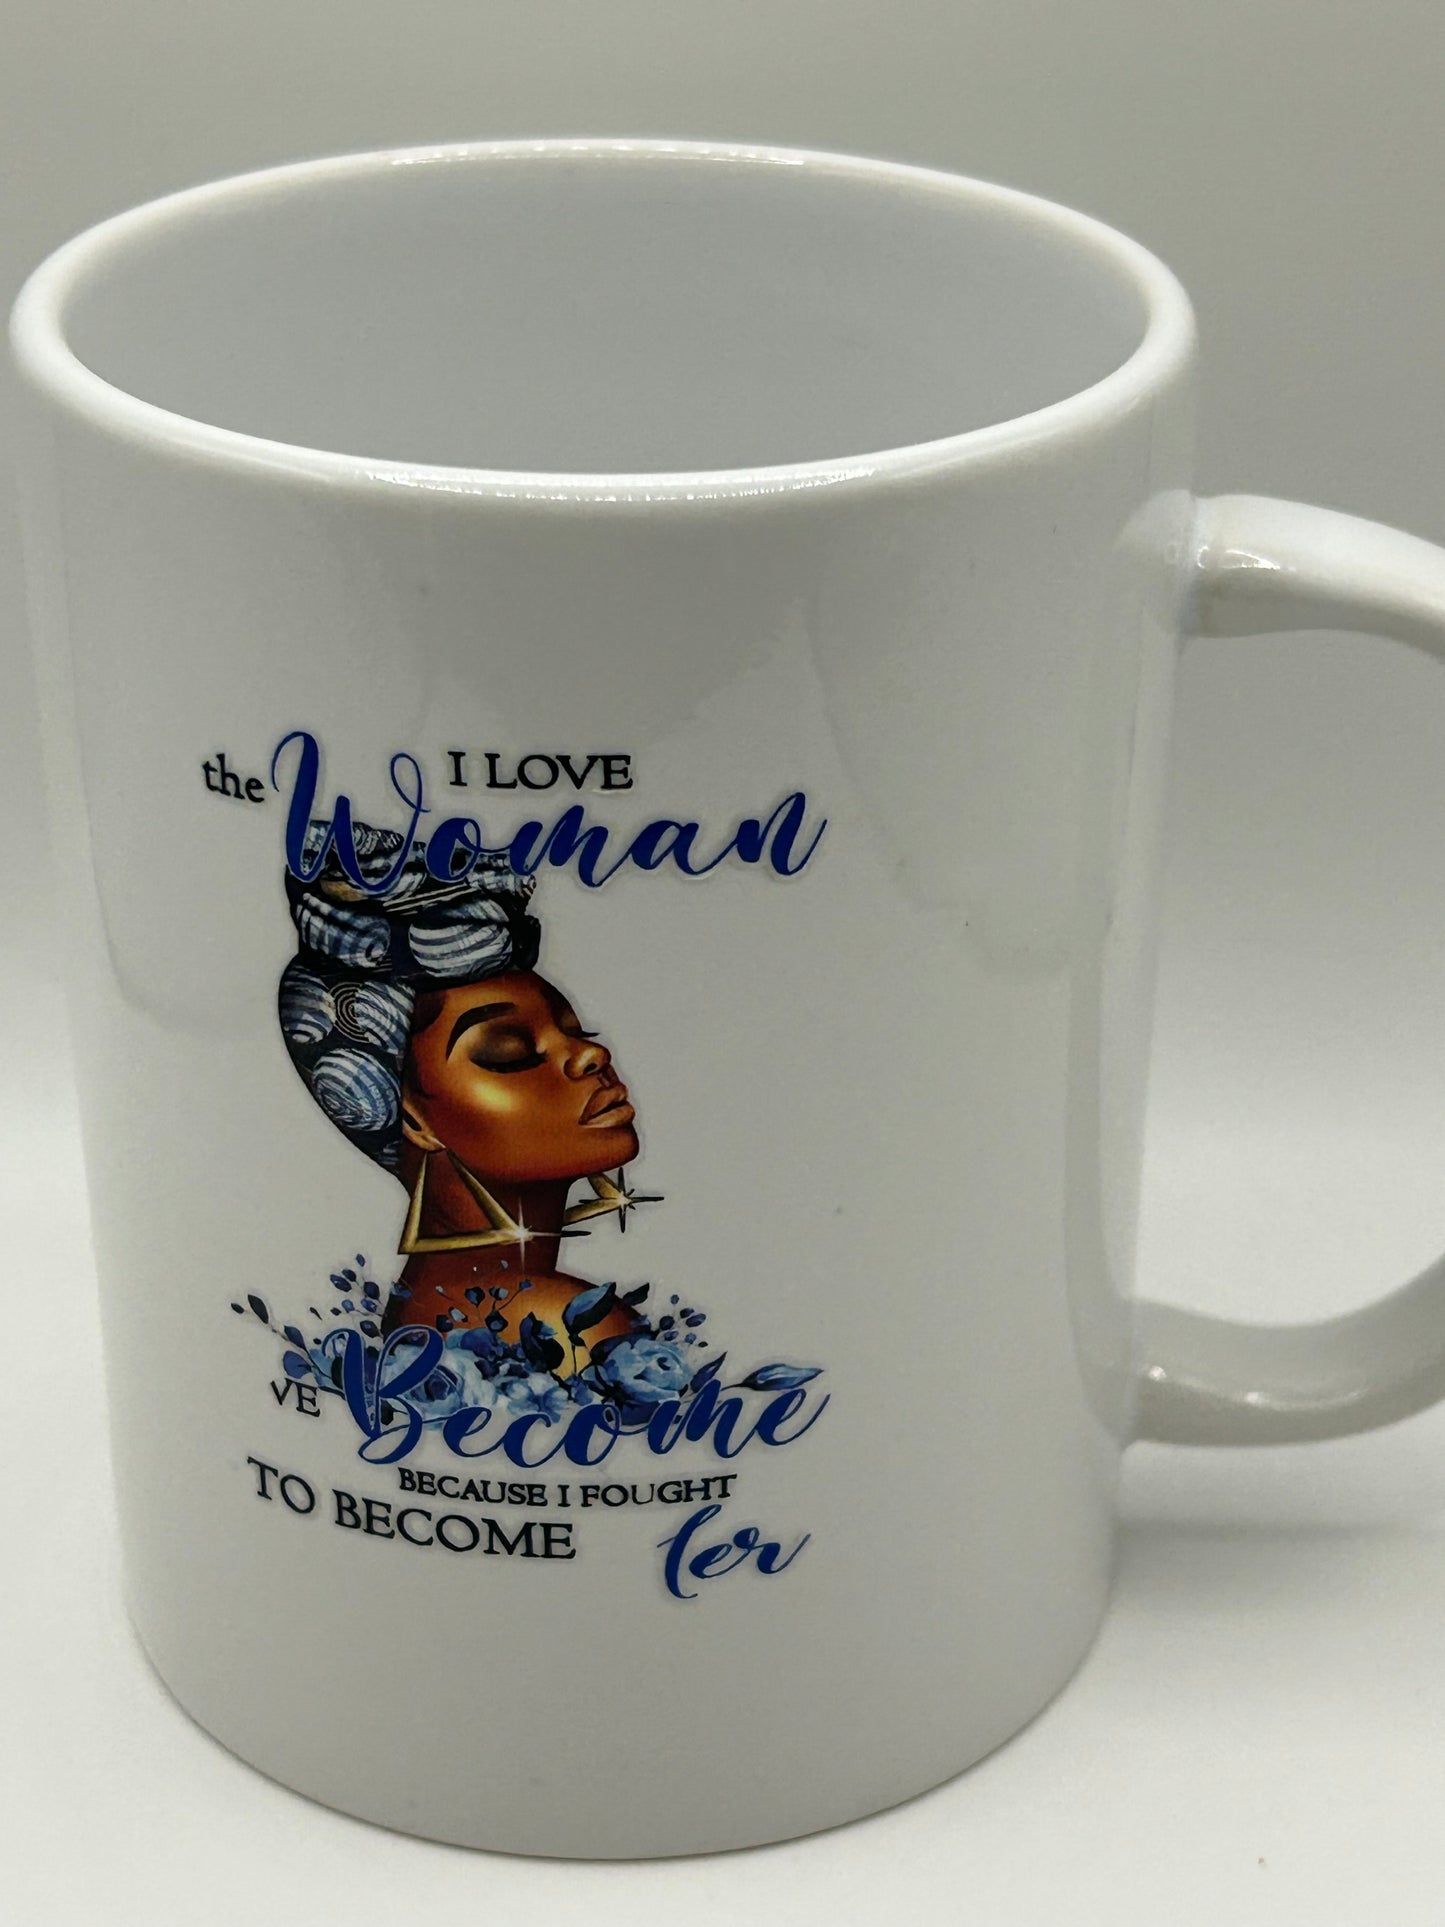 I LOVE
the Woman
VE Become
BECAUSE I FOUGHT
TO BECOME